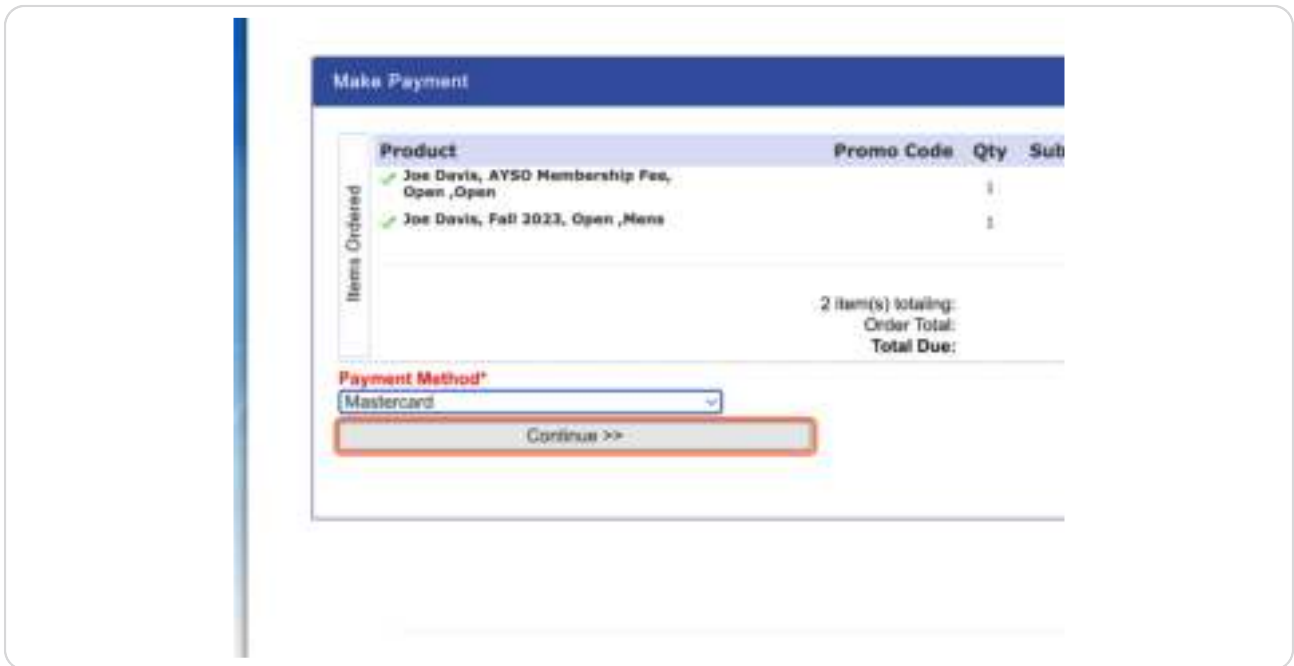 Make Payment
Product Promo Code Qty Sub
Items Ordered
Joe Davis, AYSO Membership Fee,
Open ,Open 1
Joe Davis, Fall 2023, Open ,Mens 1
2 item(s) totaling:
Order Total:
Total Due:
Payment Method*
Mastercard
Continue >>